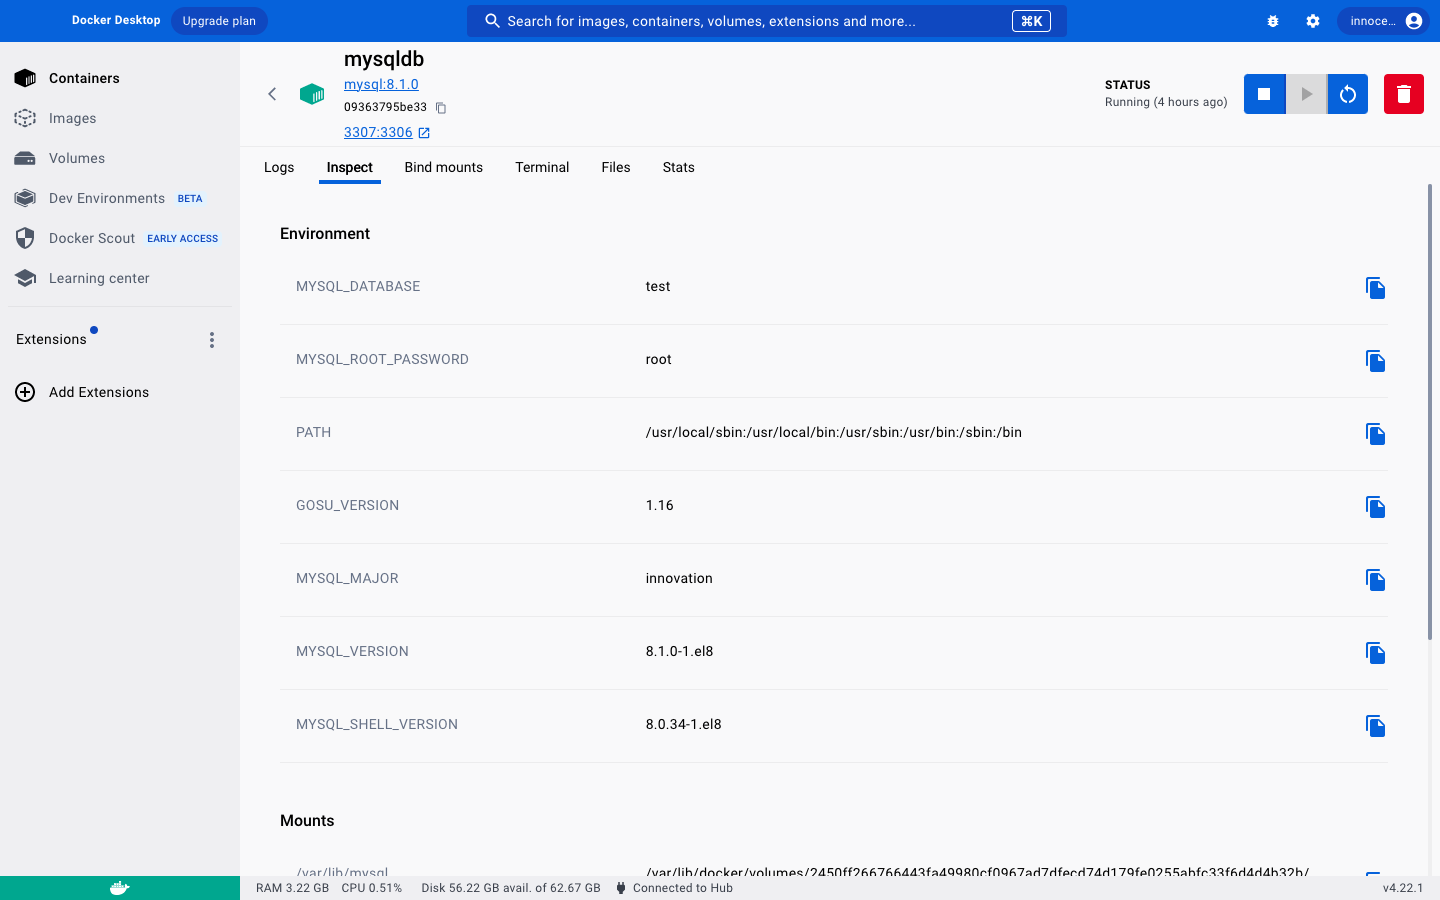 Docker Desktop Upgrade plan Search for images, containers, volumes, extensions and more... ⌘K innoce...
Containers
Images
Volumes
Dev Environments BETA
Docker Scout EARLY ACCESS
Learning center
Extensions
Add Extensions
mysqldb
mysql:8.1.0
09363795be33
3307:3306
STATUS
Running (4 hours ago)
Logs Inspect Bind mounts Terminal Files Stats
Environment
MYSQL_DATABASE test
MYSQL_ROOT_PASSWORD root
PATH /usr/local/sbin:/usr/local/bin:/usr/sbin:/usr/bin:/sbin:/bin
GOSU_VERSION 1.16
MYSQL_MAJOR innovation
MYSQL_VERSION 8.1.0-1.el8
MYSQL_SHELL_VERSION 8.0.34-1.el8
Mounts
/var/lib/mysql /var/lib/docker/volumes/2450ff266766443fa49980cf0967ad7dfecd74d179fe0255abfc33f6d4d4b32b/
RAM 3.22 GB CPU 0.51% Disk 56.22 GB avail. of 62.67 GB Connected to Hub v4.22.1